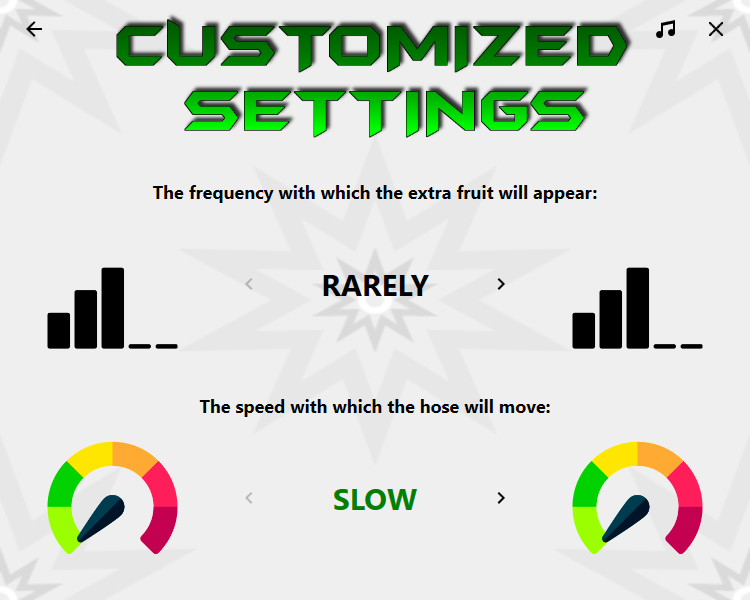 CUSTOMIZED
SETTINGS
The frequency with which the extra fruit will appear:
RARELY
The speed with which the hose will move:
SLOW